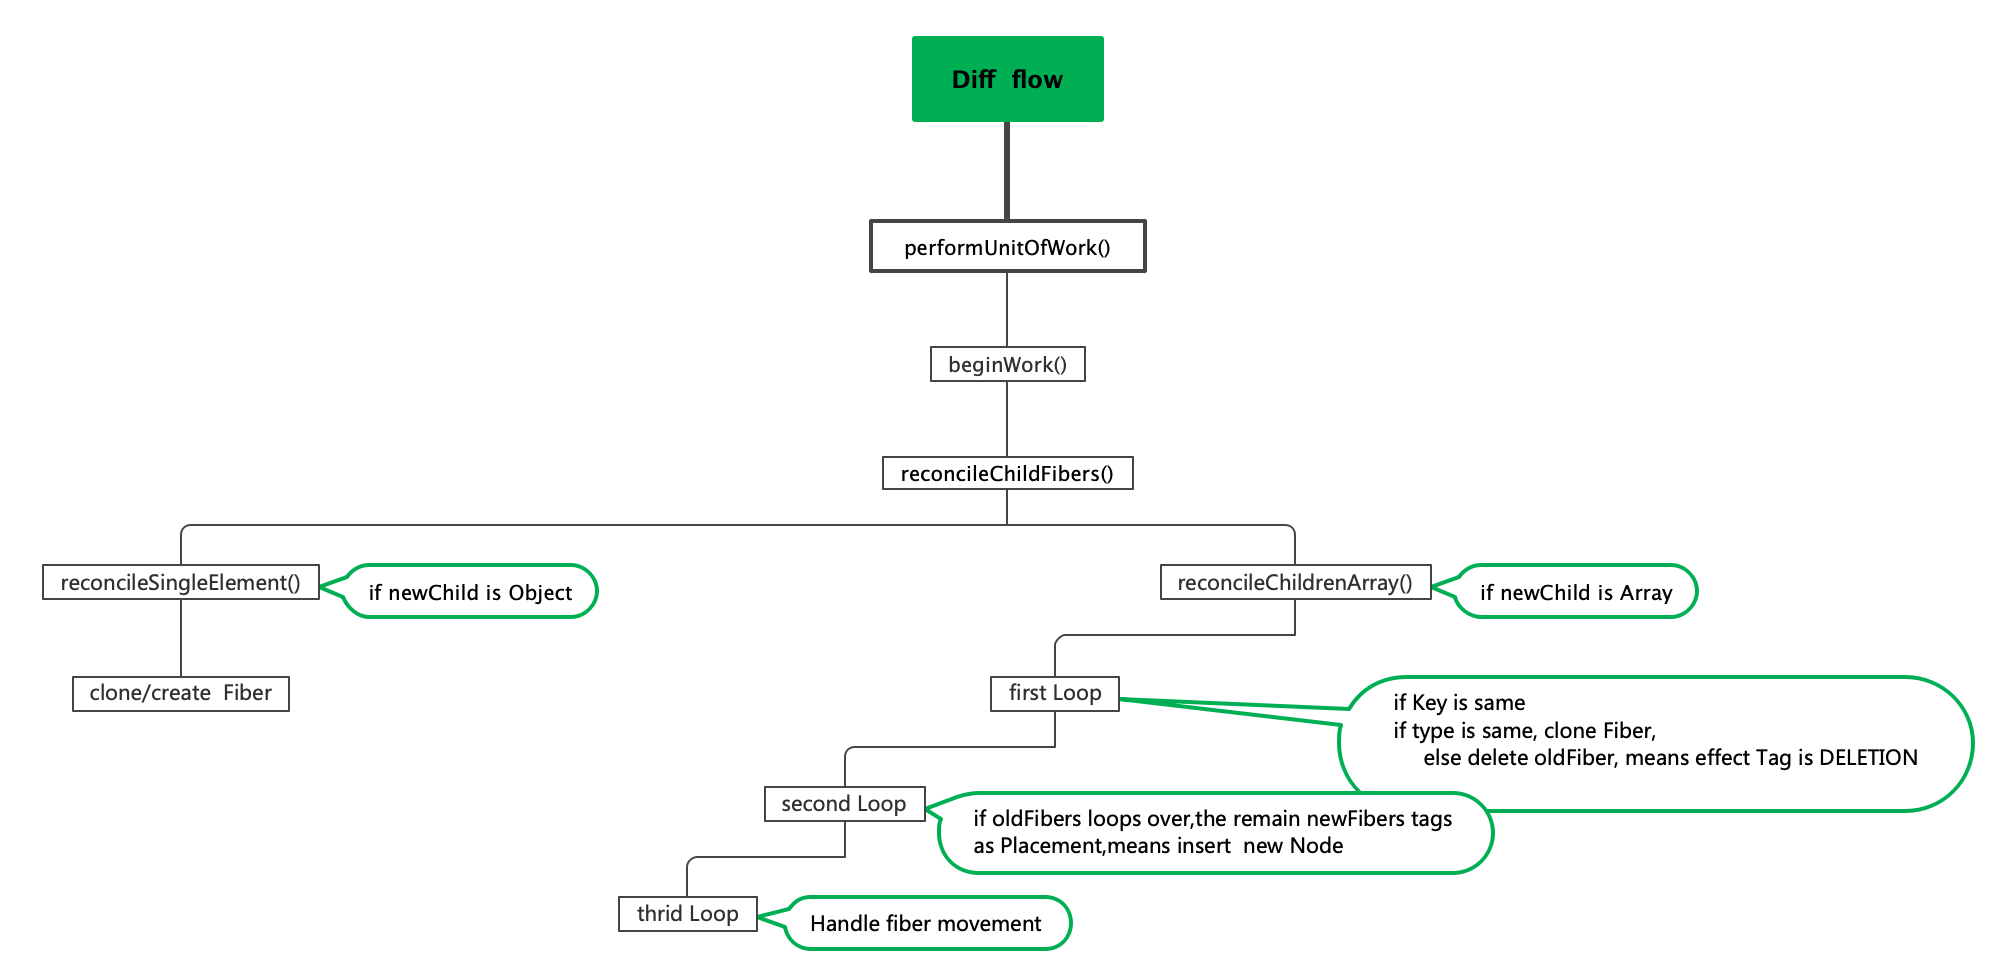 Diff flow
performUnitOfWork()
beginWork()
reconcileChildFibers()
reconcileSingleElement()
if newChild is Object
reconcileChildrenArray()
if newChild is Array
clone/create Fiber
first Loop
if Key is same
if type is same, clone Fiber,
else delete oldFiber, means effect Tag is DELETION
second Loop
if oldFibers loops over,the remain newFibers tags
as Placement,means insert new Node
thrid Loop
Handle fiber movement